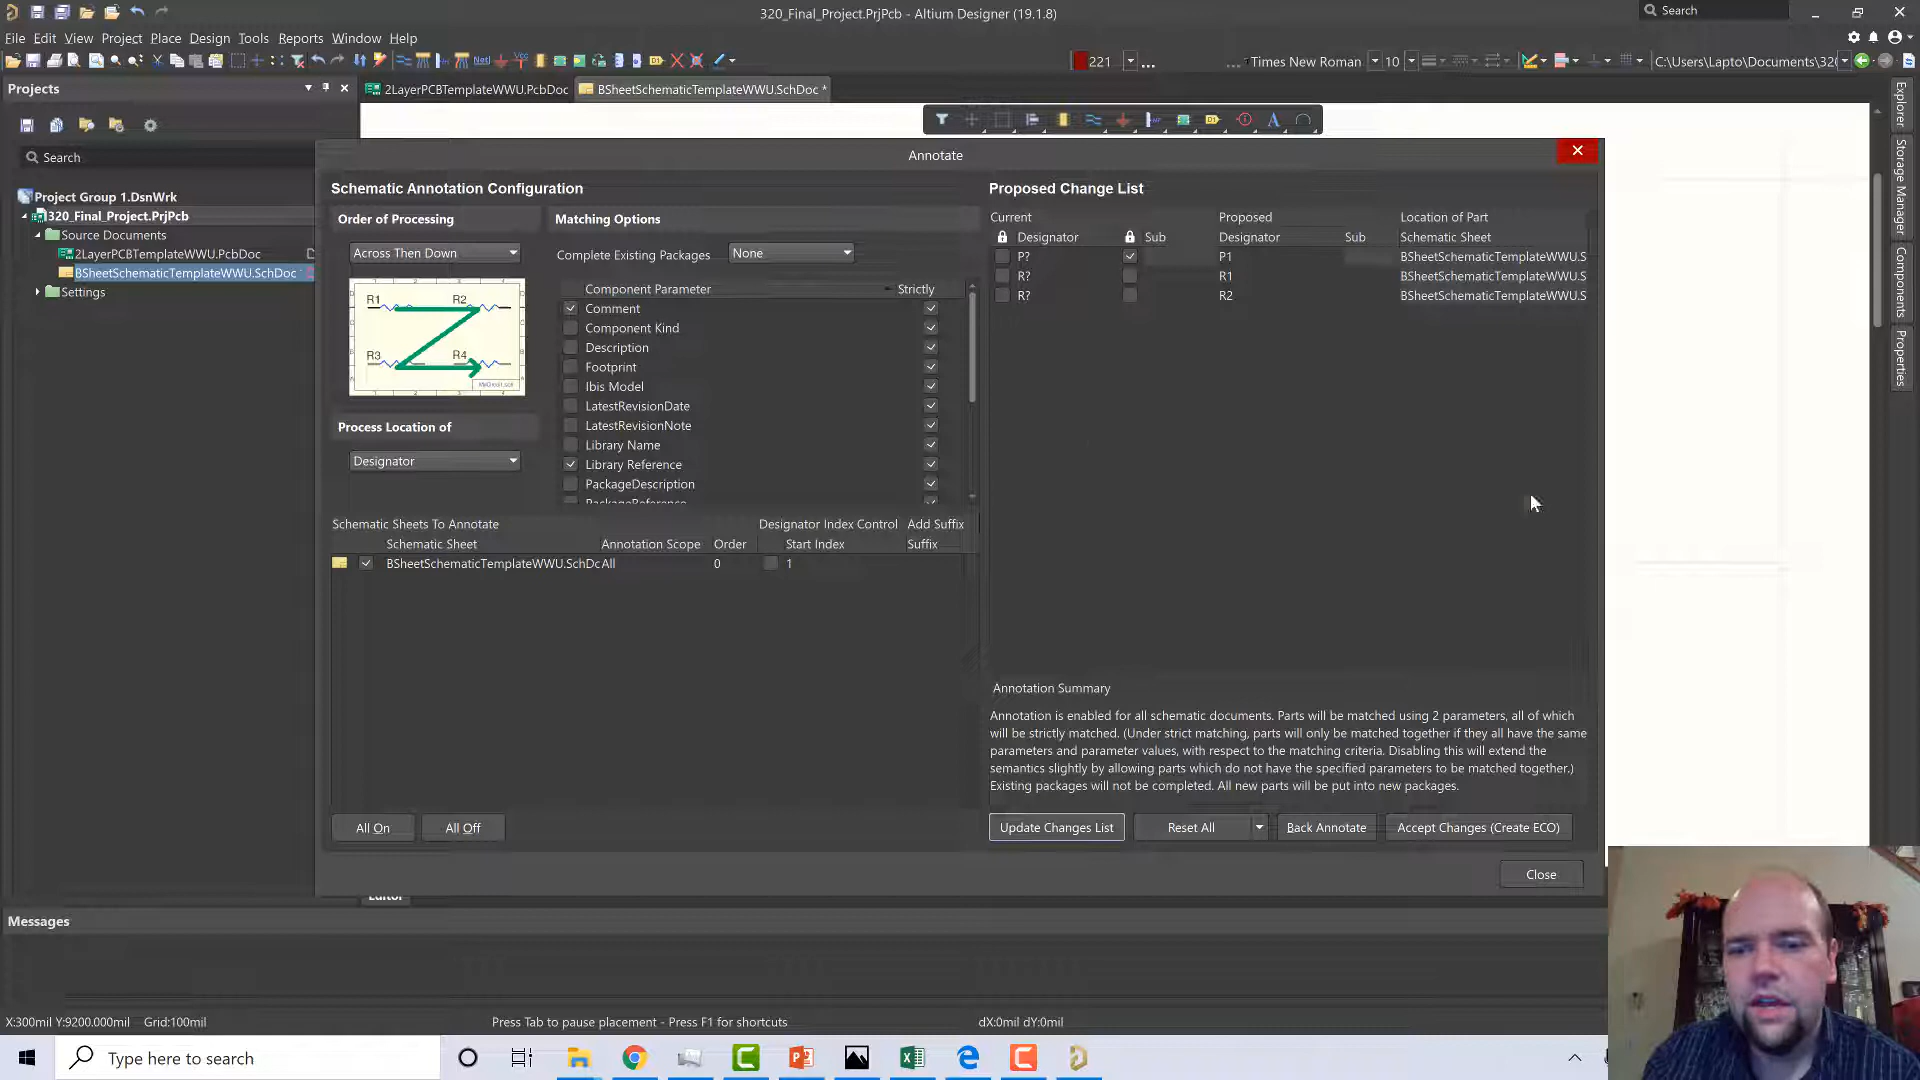 320_Final_Project.PrjPcb - Altium Designer (19.1.8)
Search
File Edit View Project Place Design Tools Reports Window Help
221
Times New Roman 10
C:\Users\Lapto\Documents\32(
Projects
2LayerPCBTemplateWWU.PcbDoc
BSheetSchematicTemplateWWU.SchDoc *
Search
Project Group 1.DsnWrk
320_Final_Project.PrjPcb
Source Documents
2LayerPCBTemplateWWU.PcbDoc
BSheetSchematicTemplateWWU.SchDoc *
Settings
Explorer
Storage Manager
Components
Properties
Annotate
Schematic Annotation Configuration
Order of Processing
Across Then Down
R1 R2
R3 R4
Process Location of
Designator
Matching Options
Complete Existing Packages None
Component Parameter Strictly
Comment
Component Kind
Description
Footprint
Ibis Model
LatestRevisionDate
LatestRevisionNote
Library Name
Library Reference
PackageDescription
PackageReference
Schematic Sheets To Annotate Designator Index Control Add Suffix
Schematic Sheet Annotation Scope Order Start Index Suffix
BSheetSchematicTemplateWWU.SchDc All 0 1
All On All Off
Proposed Change List
Current Proposed Location of Part
Designator Sub Designator Sub Schematic Sheet
P? P1 BSheetSchematicTemplateWWU.S
R? R1 BSheetSchematicTemplateWWU.S
R? R2 BSheetSchematicTemplateWWU.S
Annotation Summary
Annotation is enabled for all schematic documents. Parts will be matched using 2 parameters, all of which
will be strictly matched. (Under strict matching, parts will only be matched together if they all have the same
parameters and parameter values, with respect to the matching criteria. Disabling this will extend the
semantics slightly by allowing parts which do not have the specified parameters to be matched together.)
Existing packages will not be completed. All new parts will be put into new packages.
Update Changes List Reset All Back Annotate Accept Changes (Create ECO)
Close
Editor
Messages
X:300mil Y:9200.000mil Grid:100mil
Press Tab to pause placement - Press F1 for shortcuts
dX:0mil dY:0mil
Type here to search